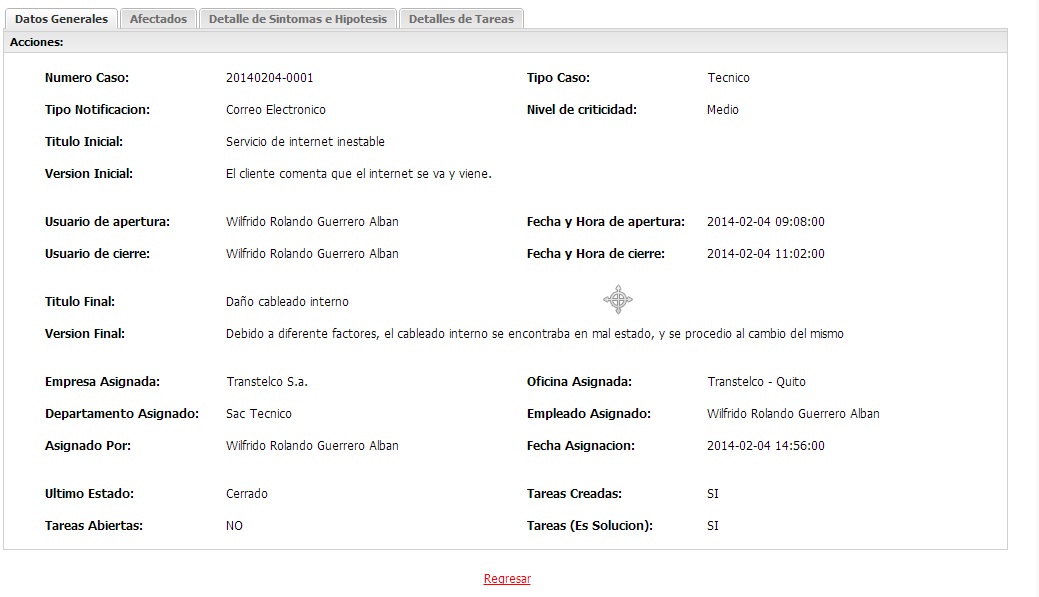 Datos Generales Afectados Detalle de Sintomas e Hipotesis Detalles de Tareas
Acciones:
Numero Caso: 20140204-0001 Tipo Caso: Tecnico
Tipo Notificacion: Correo Electronico Nivel de criticidad: Medio
Titulo Inicial: Servicio de internet inestable
Version Inicial: El cliente comenta que el internet se va y viene.
Usuario de apertura: Wilfrido Rolando Guerrero Alban Fecha y Hora de apertura: 2014-02-04 09:08:00
Usuario de cierre: Wilfrido Rolando Guerrero Alban Fecha y Hora de cierre: 2014-02-04 11:02:00
Titulo Final: Daño cableado interno
Version Final: Debido a diferente factores, el cableado interno se encontraba en mal estado, y se procedio al cambio del mismo
Empresa Asignada: Transtelco S.a. Oficina Asignada: Transtelco - Quito
Departamento Asignado: Sac Tecnico Empleado Asignado: Wilfrido Rolando Guerrero Alban
Asignado Por: Wilfrido Rolando Guerrero Alban Fecha Asignacion: 2014-02-04 14:56:00
Ultimo Estado: Cerrado Tareas Creadas: SI
Tareas Abiertas: NO Tareas (Es Solucion): SI
Regresar